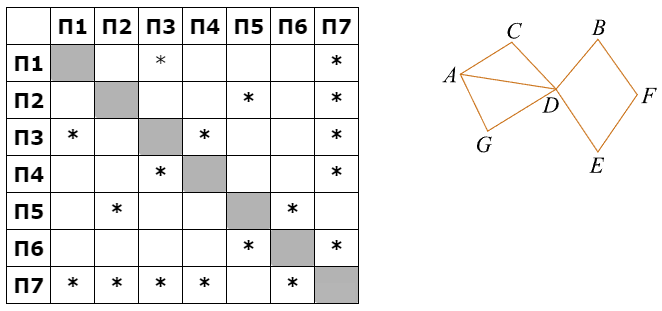 П1 П2 П3 П4 П5 П6 П7
П1 * *
П2 * *
П3 * * *
П4 * *
П5 * *
П6 * *
П7 * * * * *
C
B
A
D
F
G
E